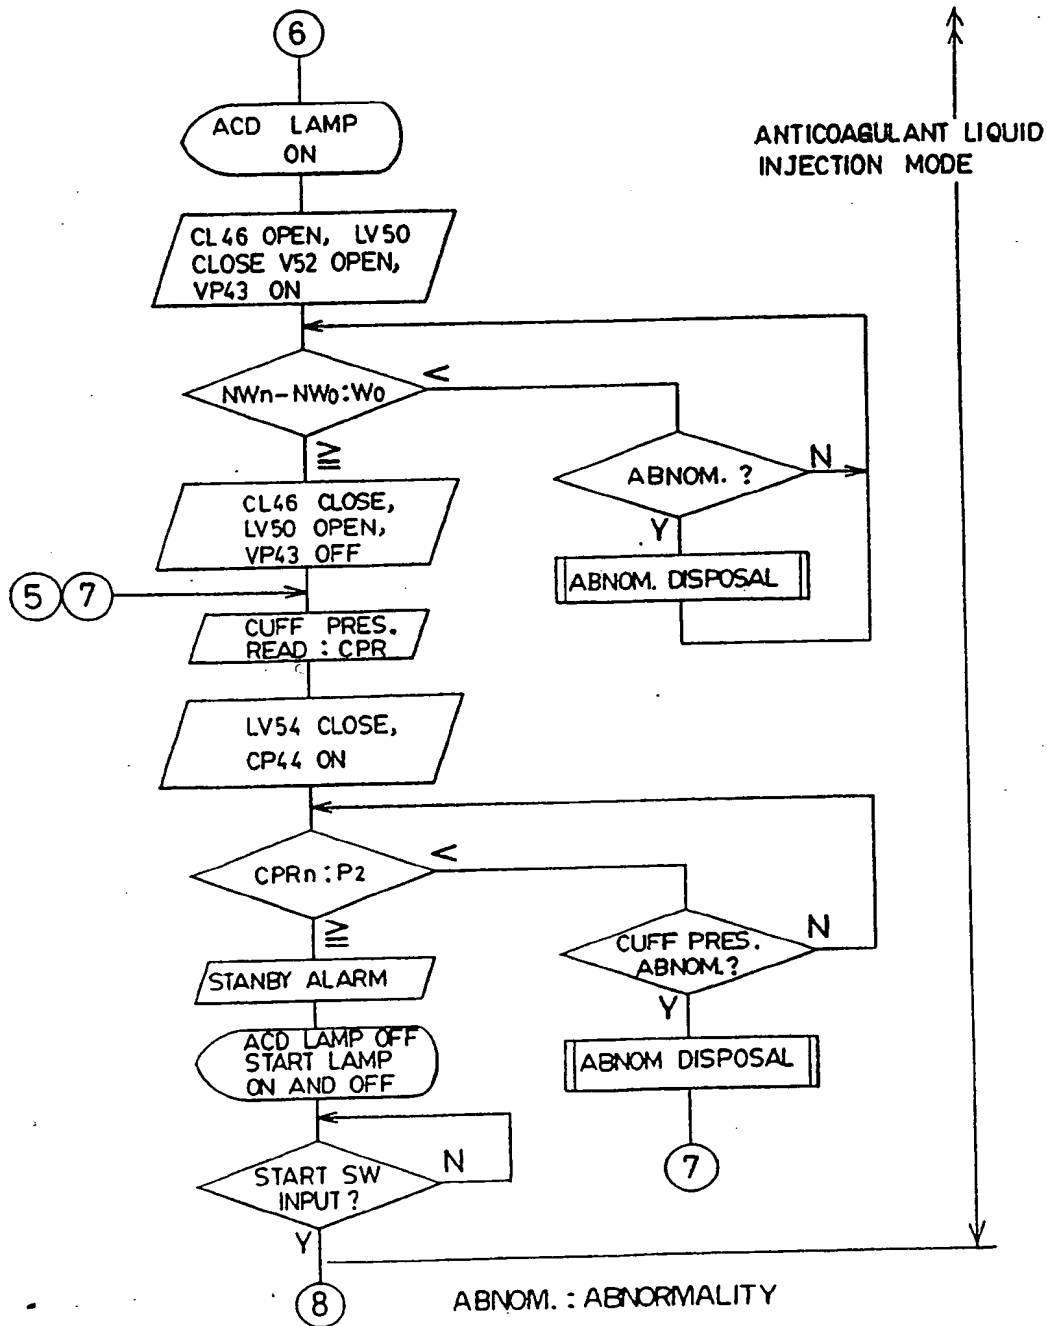 6
ACD LAMP
ON
ANTICOAGULANT LIQUID
INJECTION MODE
CL46 OPEN, LV50
CLOSE V52 OPEN,
VP43 ON
NWn-NW0:W0
<
≧
ABNOM. ?
N
Y
ABNOM. DISPOSAL
CL46 CLOSE,
LV50 OPEN,
VP43 OFF
5 7
CUFF PRES.
READ : CPR
LV54 CLOSE,
CP44 ON
CPRn:P2
<
≧
CUFF PRES.
ABNOM.?
N
Y
ABNOM DISPOSAL
7
STANBY ALARM
ACD LAMP OFF
START LAMP
ON AND OFF
START SW
INPUT?
N
Y
8
ABNOM. : ABNORMALITY